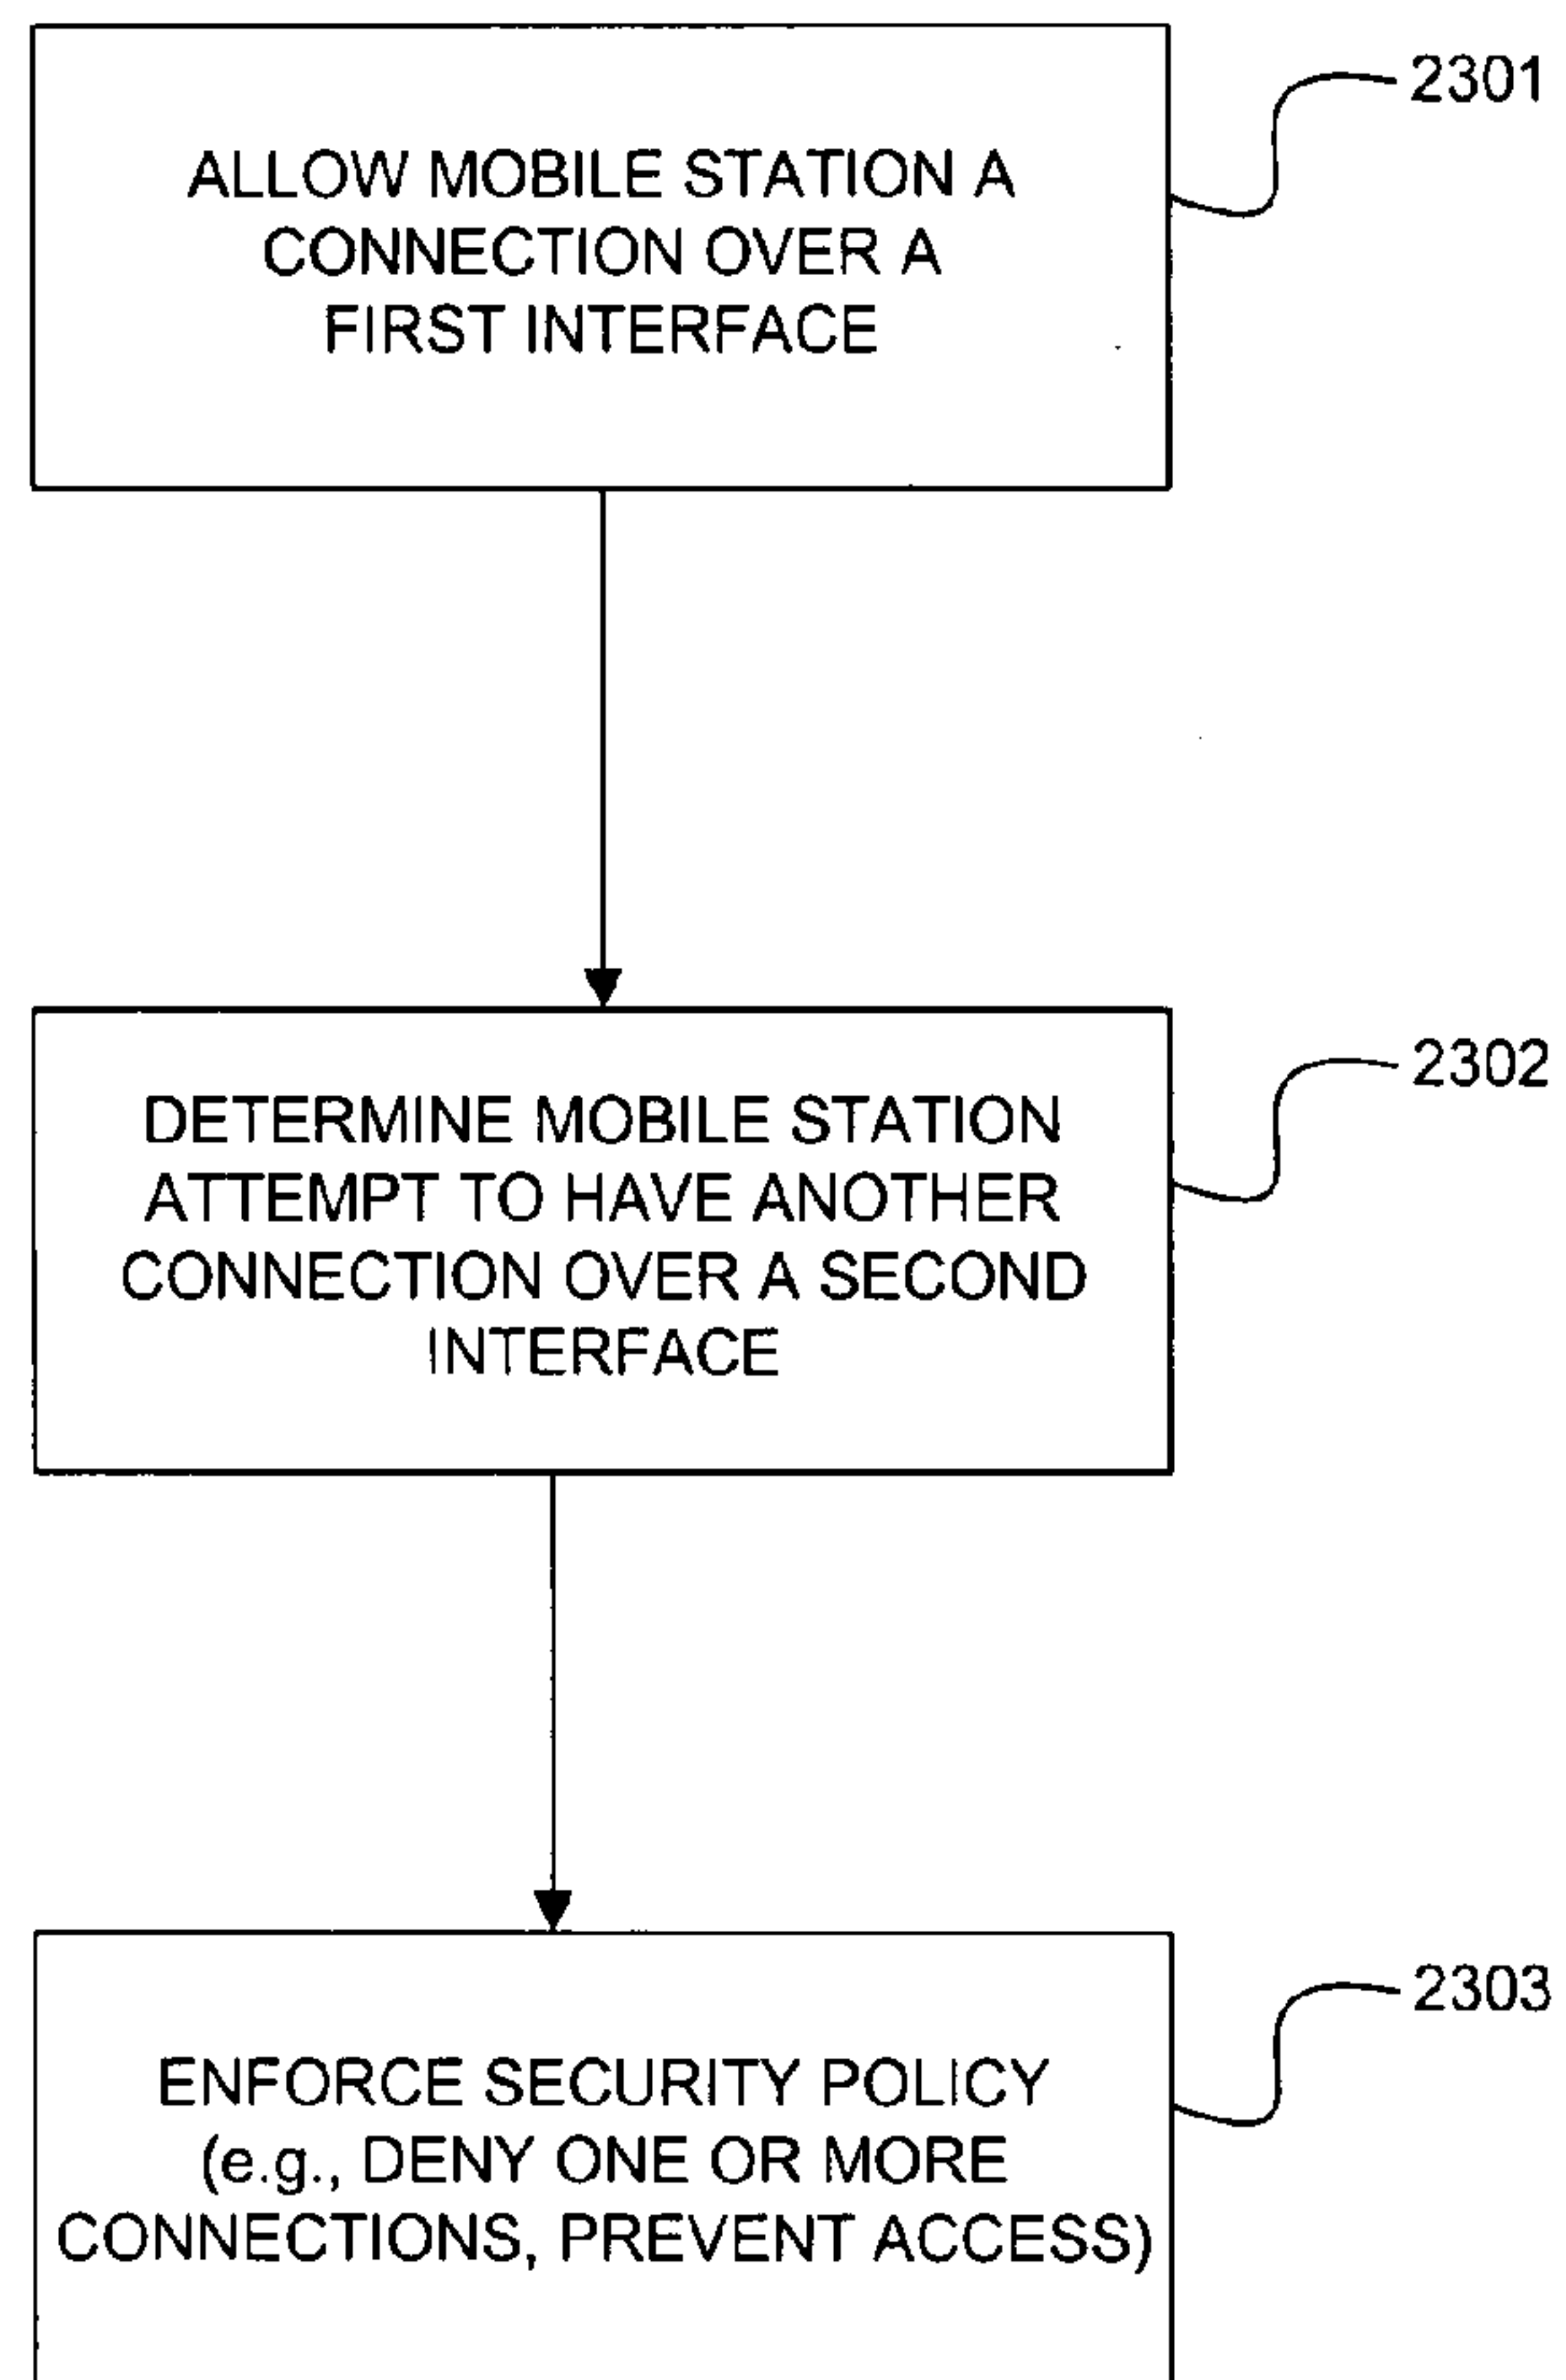 2301
ALLOW MOBILE STATION A
CONNECTION OVER A
FIRST INTERFACE
2302
DETERMINE MOBILE STATION
ATTEMPT TO HAVE ANOTHER
CONNECTION OVER A SECOND
INTERFACE
2303
ENFORCE SECURITY POLICY
(e.g., DENY ONE OR MORE
CONNECTIONS, PREVENT ACCESS)